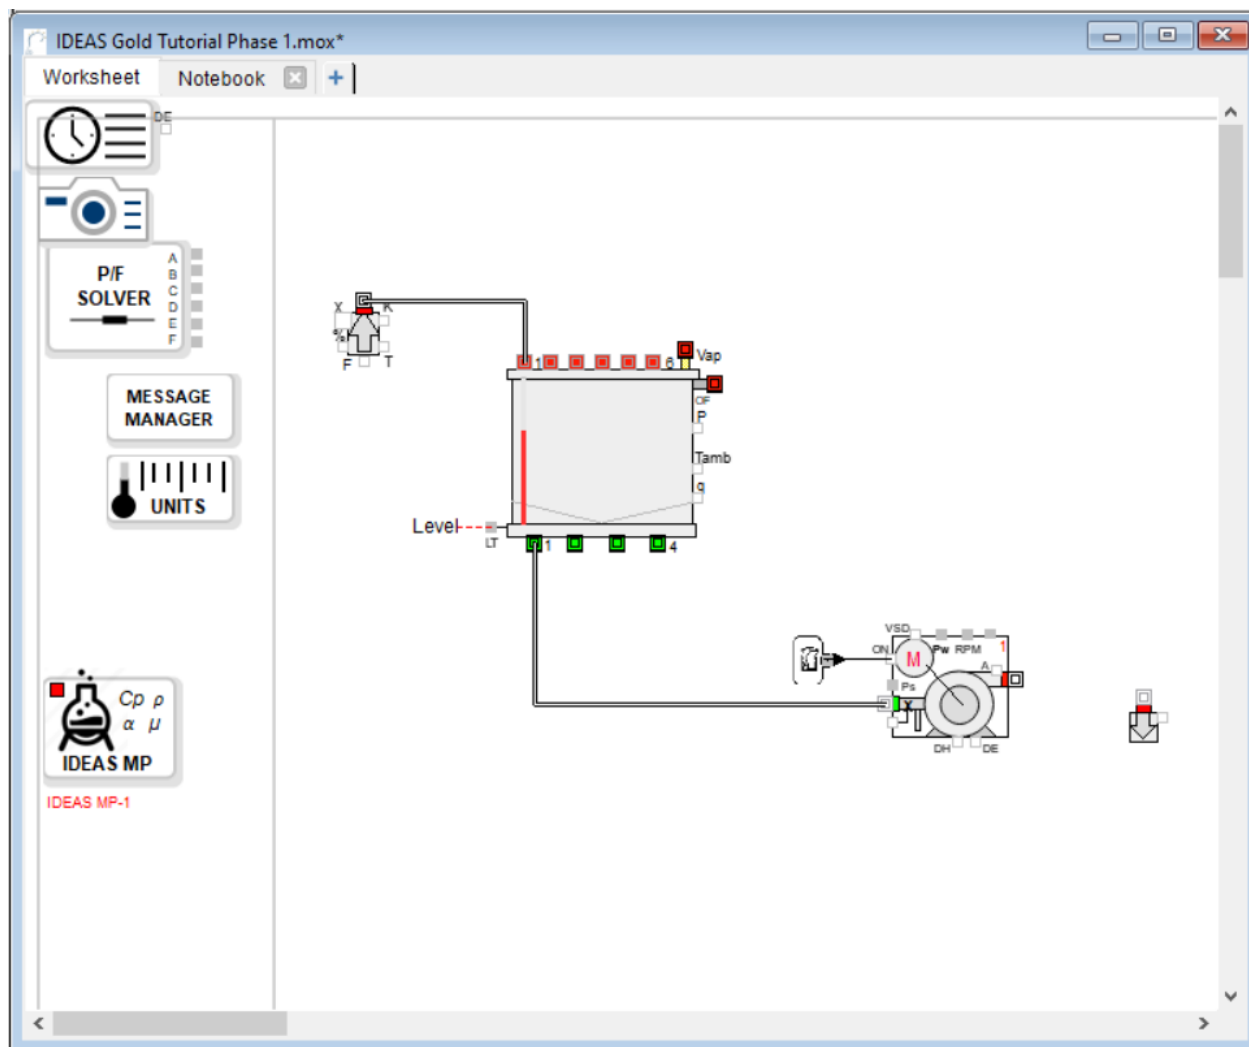 IDEAS Gold Tutorial Phase 1.mox*
Worksheet
Notebook
DE
P/F
SOLVER
A
B
C
D
E
F
MESSAGE
MANAGER
UNITS
Cp ρ
α μ
IDEAS MP
IDEAS MP-1
X K
%
F T
1 6 Vap
OF
P
Tamb
q
Level
LT
1 4
VSD
ON M Pw RPM 1
A
Ps
X
DH DE